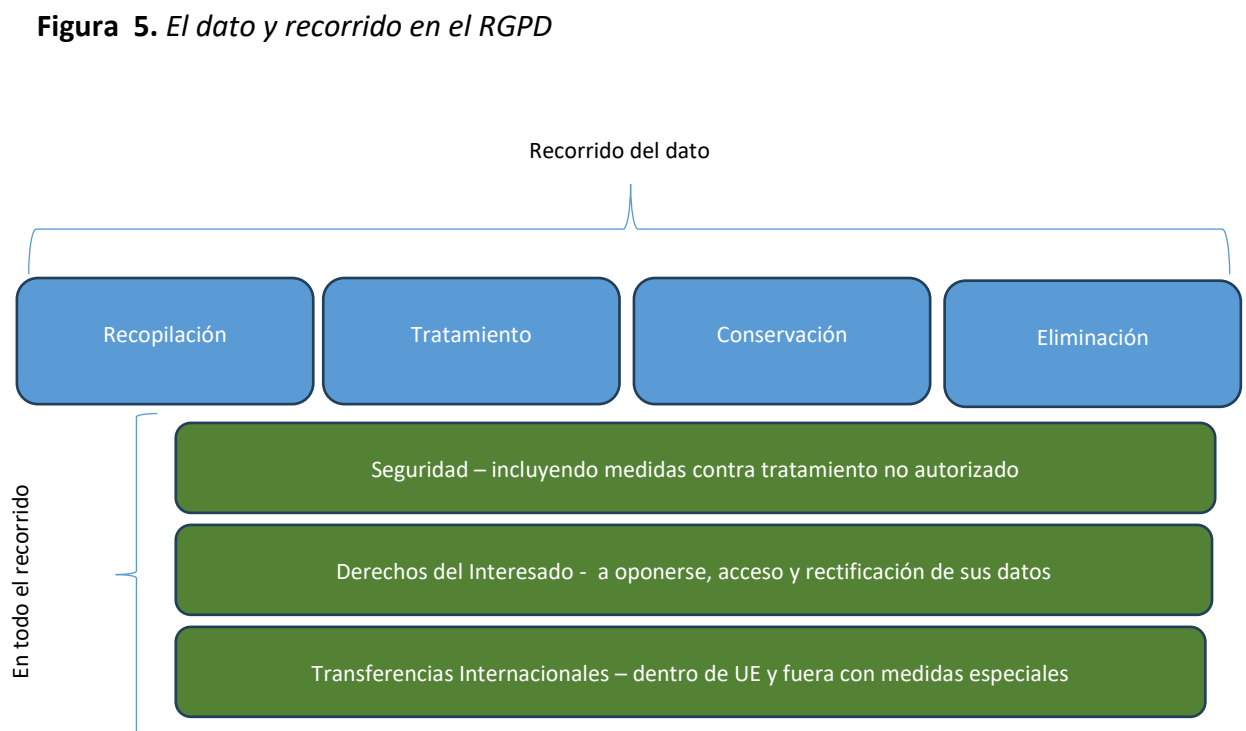 Figura 5. El dato y recorrido en el RGPD
Recorrido del dato
Recopilación
Tratamiento
Conservación
Eliminación
En todo el recorrido
Seguridad – incluyendo medidas contra tratamiento no autorizado
Derechos del Interesado - a oponerse, acceso y rectificación de sus datos
Transferencias Internacionales – dentro de UE y fuera con medidas especiales